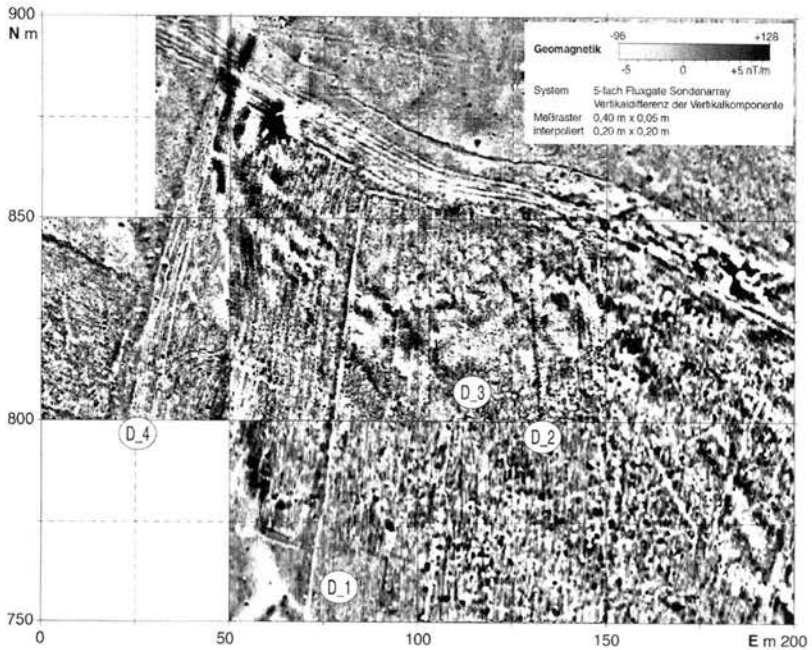 900
N m
850
800
750
0
50
100
150
E m 200
Geomagnetik
-96 +128
-5 0 +5 nT/m
System 5-fach Fluxgate Sondenarray
Vertikaldifferenz der Vertikalkomponente
Meßraster 0,40 m x 0,05 m
interpoliert 0,20 m x 0,20 m
D_3
D_4
D_2
D_1